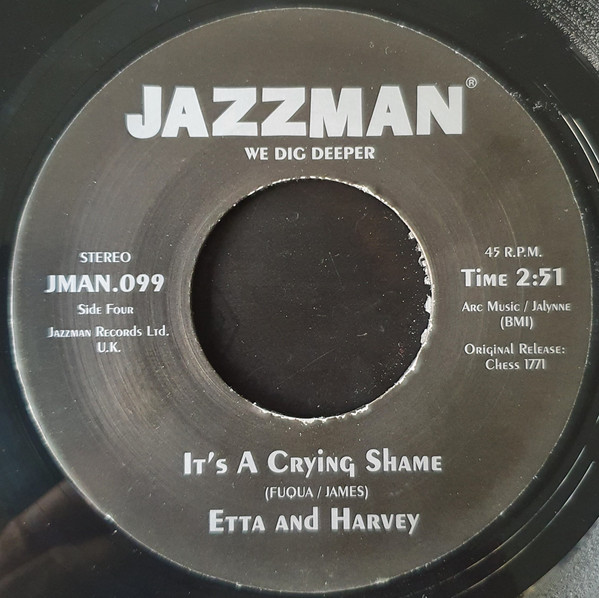 JAZZMAN®
WE DIG DEEPER
STEREO
JMAN.099
Side Four
Jazzman Records Ltd.
U.K.
45 R.P.M.
Time 2:51
Arc Music / Jalynne
(BMI)
Original Release:
Chess 1771
It's A Crying Shame
(FUQUA / JAMES)
Etta and Harvey